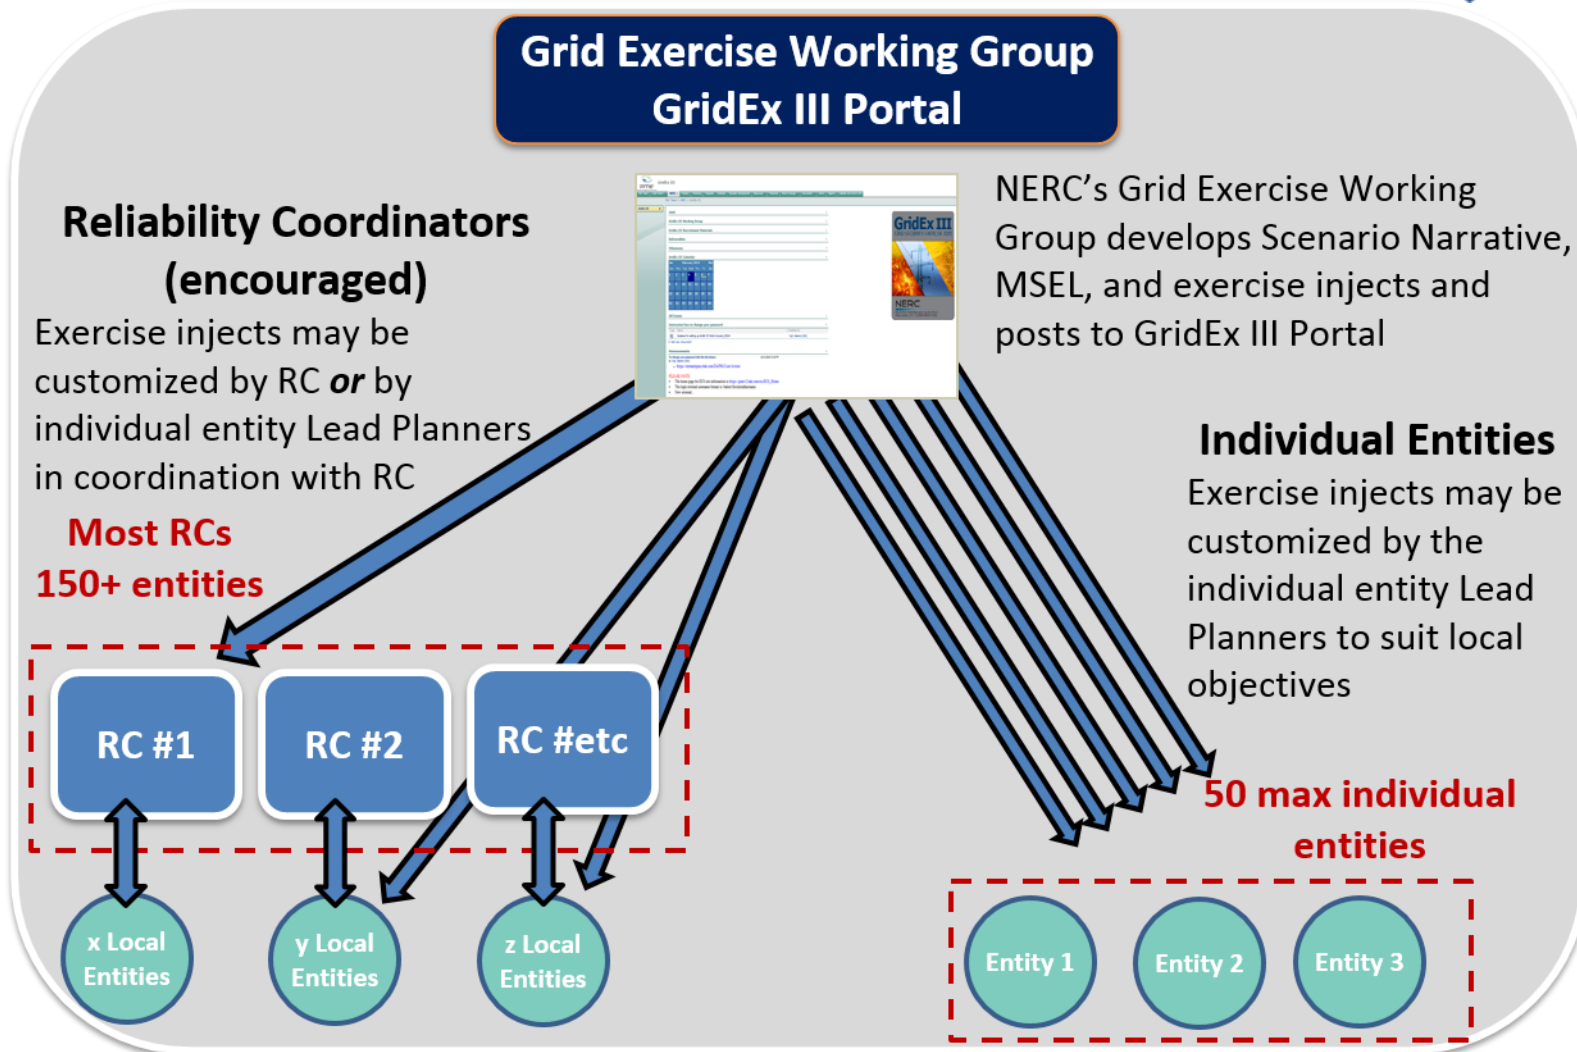 Grid Exercise Working Group
GridEx III Portal
Reliability Coordinators
(encouraged)
Exercise injects may be
customized by RC or by
individual entity Lead Planners
in coordination with RC
Most RCs
150+ entities
GridEx III
NERC
NERC’s Grid Exercise Working
Group develops Scenario Narrative,
MSEL, and exercise injects and
posts to GridEx III Portal
Individual Entities
Exercise injects may be
customized by the
individual entity Lead
Planners to suit local
objectives
RC #1
RC #2
RC #etc
50 max individual
entities
x Local
Entities
y Local
Entities
z Local
Entities
Entity 1
Entity 2
Entity 3